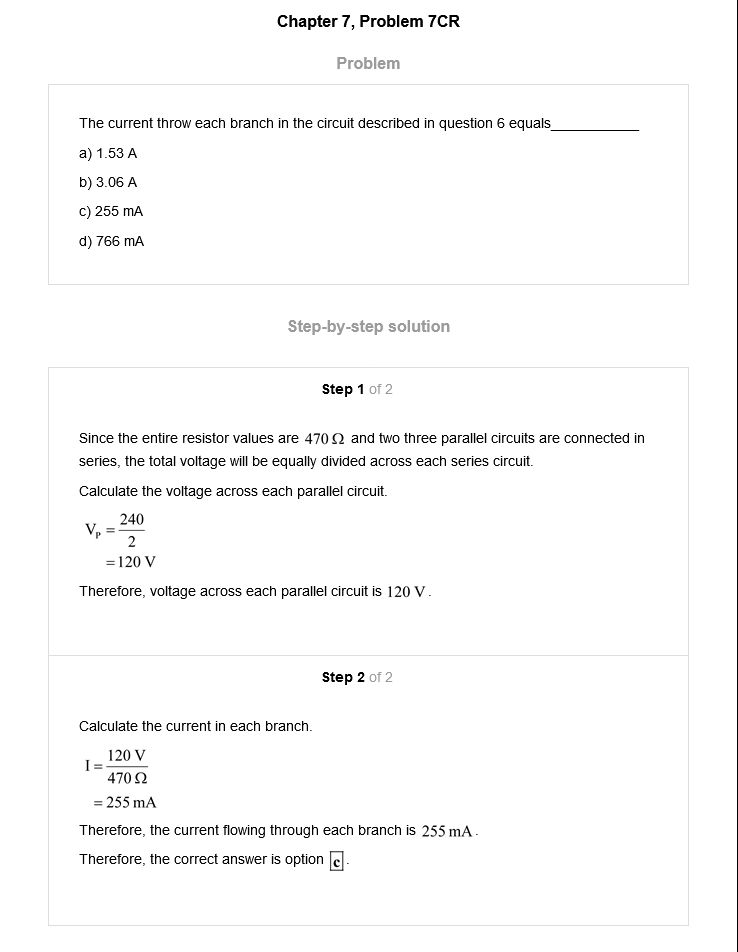 Chapter 7, Problem 7CR
Problem
The current throw each branch in the circuit described in question 6 equals___________
a) 1.53 A
b) 3.06 A
c) 255 mA
d) 766 mA
Step-by-step solution
Step 1 of 2
Since the entire resistor values are 470 Ω and two three parallel circuits are connected in
series, the total voltage will be equally divided across each series circuit.
Calculate the voltage across each parallel circuit.
V_P = 240/2
= 120 V
Therefore, voltage across each parallel circuit is 120 V.
Step 2 of 2
Calculate the current in each branch.
I = 120 V/470 Ω
= 255 mA
Therefore, the current flowing through each branch is 255 mA.
Therefore, the correct answer is option c.